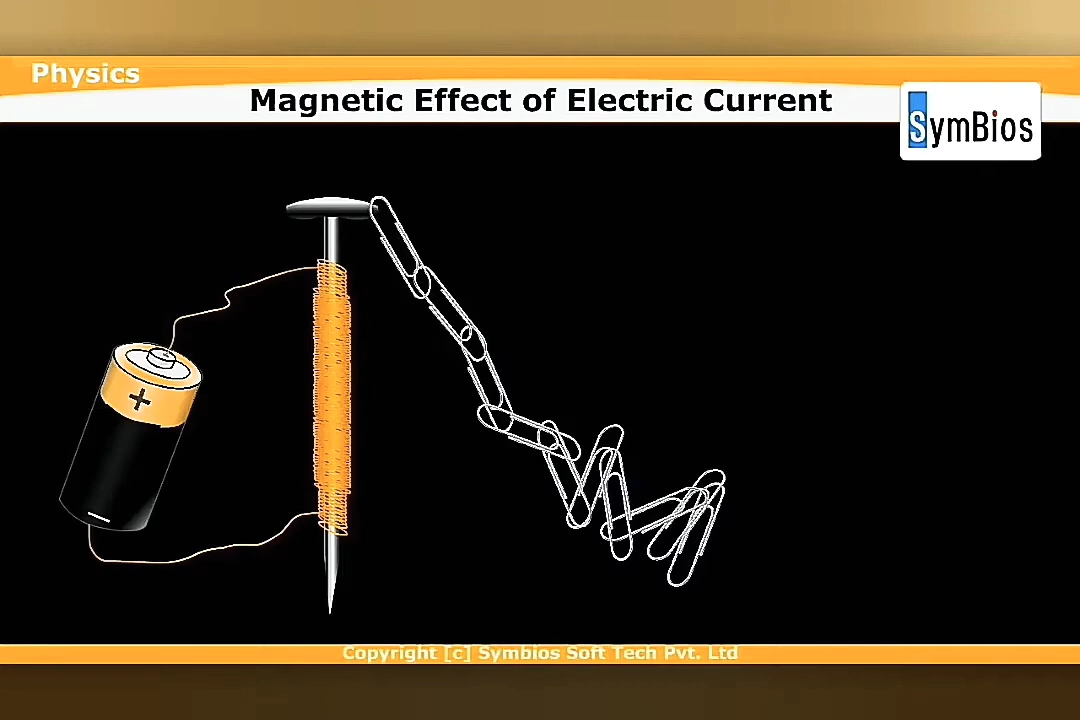 Physics
Magnetic Effect of Electric Current
SymBios
+
Copyright [c] Symbios Soft Tech Pvt. Ltd